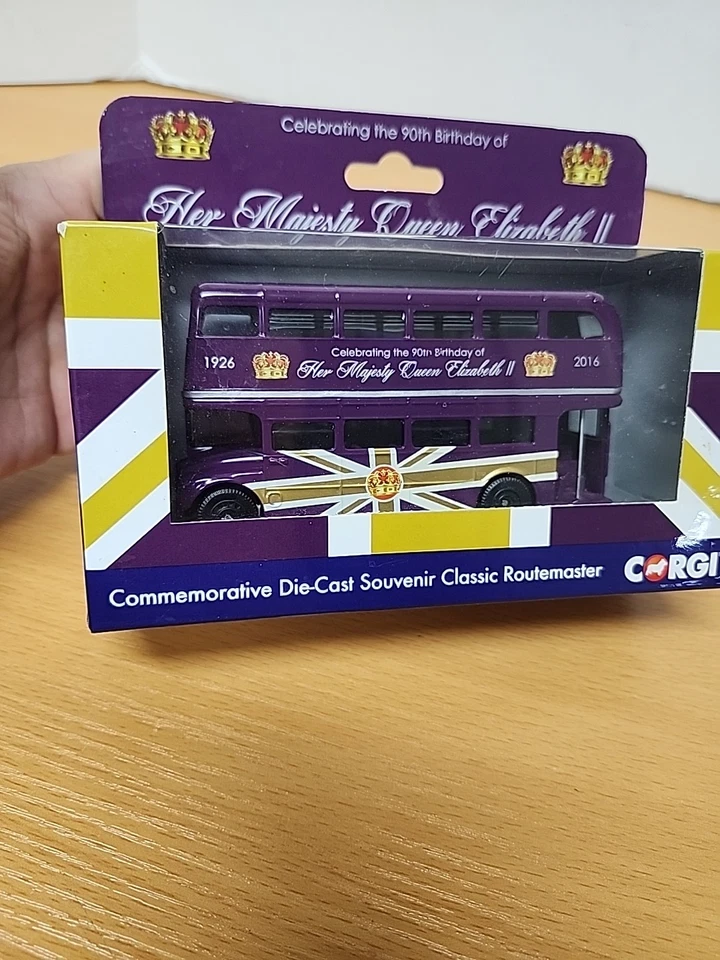 Celebrating the 90th Birthday of
Her Majesty Queen Elizabeth II
1926
Celebrating the 90th Birthday of
Her Majesty Queen Elizabeth II
2016
Commemorative Die-Cast Souvenir Classic Routemaster
CORGI